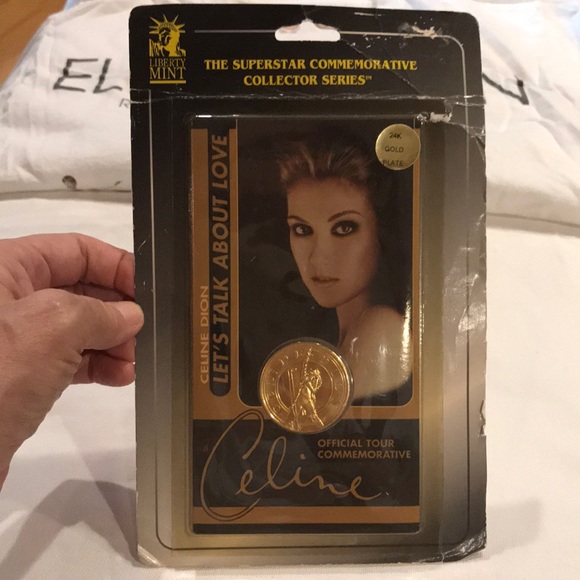 LIBERTY
MINT
THE SUPERSTAR COMMEMORATIVE
COLLECTOR SERIES™
24K
GOLD
PLATE
CELINE DION
LET'S TALK ABOUT LOVE
OFFICIAL TOUR
COMMEMORATIVE
Celine
EL